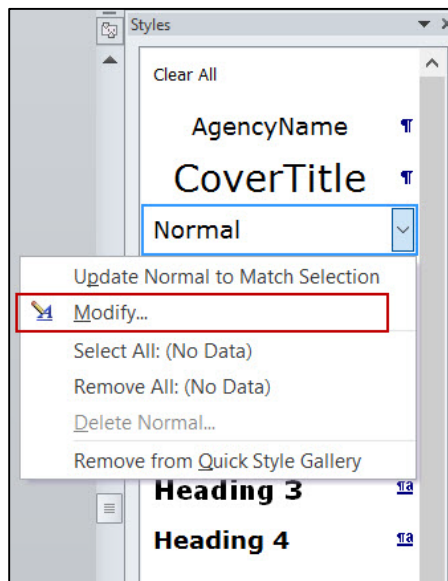 Styles
Clear All
AgencyName ¶
CoverTitle ¶
Normal
Update Normal to Match Selection
Modify...
Select All: (No Data)
Remove All: (No Data)
Delete Normal...
Remove from Quick Style Gallery
Heading 3 ¶a
Heading 4 ¶a